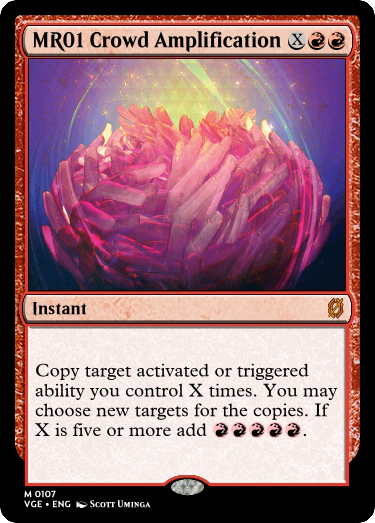 MR01 Crowd Amplification X
Instant
Copy target activated or triggered
ability you control X times. You may
choose new targets for the copies. If
X is five or more add .
M 0107
VGE • ENG Scott Uminga